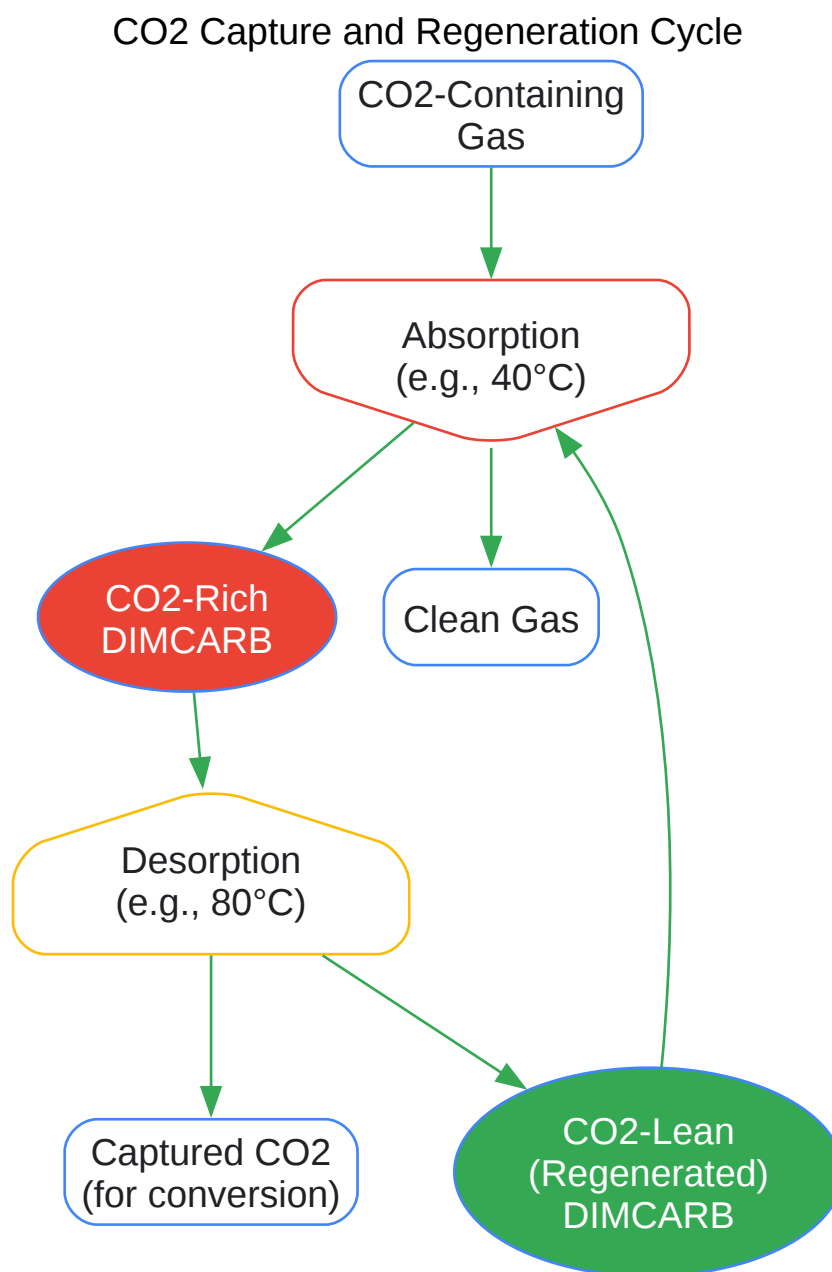 CO2 Capture and Regeneration Cycle
CO2-Containing
Gas
Absorption
(e.g., 40°C)
CO2-Rich
DIMCARB
Clean Gas
Desorption
(e.g., 80°C)
Captured CO2
(for conversion)
CO2-Lean
(Regenerated)
DIMCARB